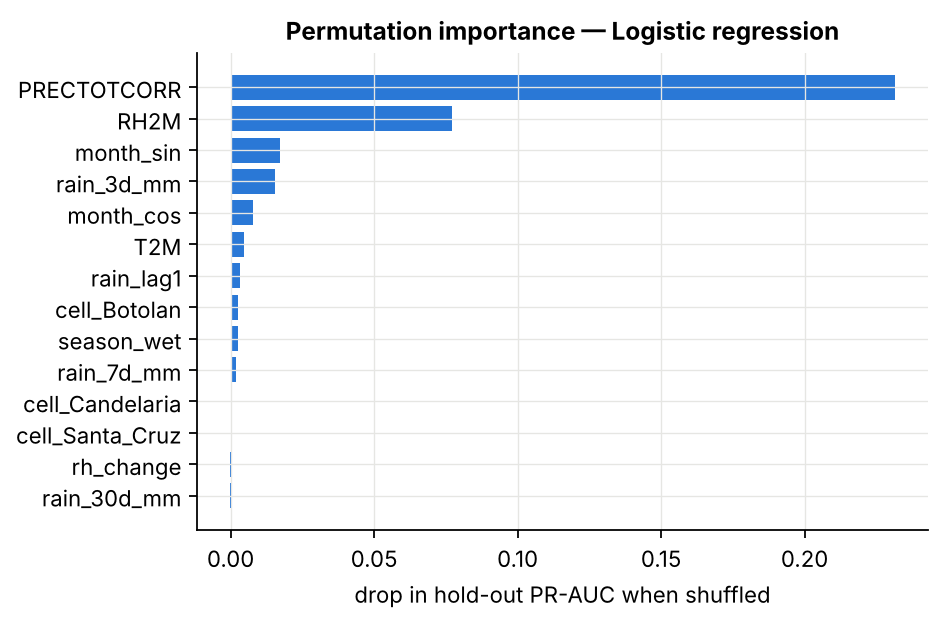 Permutation importance — Logistic regression
PRECTOTCORR
RH2M
month_sin
rain_3d_mm
month_cos
T2M
rain_lag1
cell_Botolan
season_wet
rain_7d_mm
cell_Candelaria
cell_Santa_Cruz
rh_change
rain_30d_mm
0.00 0.05 0.10 0.15 0.20
drop in hold-out PR-AUC when shuffled